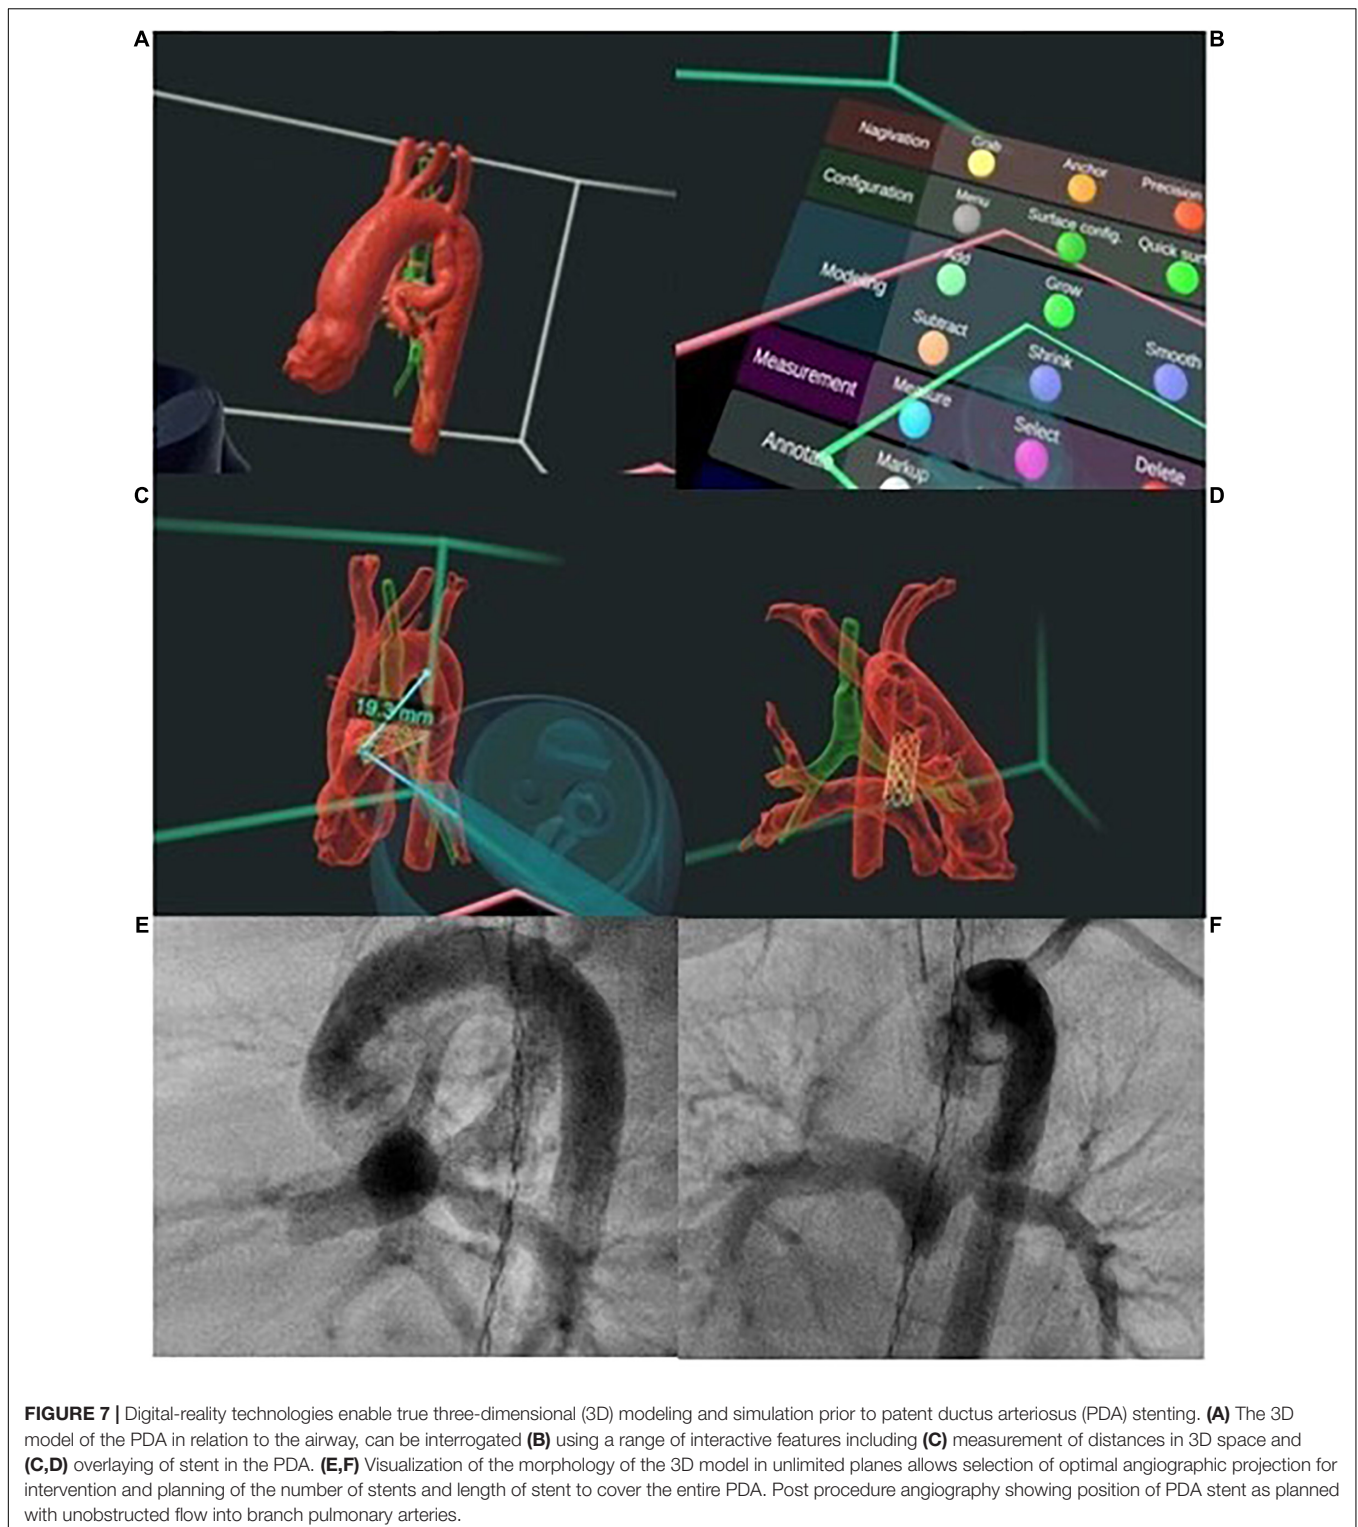 A
B
Nagivation
Grab
Anchor
Precision
Configuration
Menu
Surface config.
Quick sur
Modeling
Add
Grow
Subtract
Shrink
Smooth
Measurement
Measure
Select
Delete
Annota
Markup
C
D
19.3 mm
E
F
FIGURE 7 | Digital-reality technologies enable true three-dimensional (3D) modeling and simulation prior to patent ductus arteriosus (PDA) stenting. (A) The 3D
model of the PDA in relation to the airway, can be interrogated (B) using a range of interactive features including (C) measurement of distances in 3D space and
(C,D) overlaying of stent in the PDA. (E,F) Visualization of the morphology of the 3D model in unlimited planes allows selection of optimal angiographic projection for
intervention and planning of the number of stents and length of stent to cover the entire PDA. Post procedure angiography showing position of PDA stent as planned
with unobstructed flow into branch pulmonary arteries.